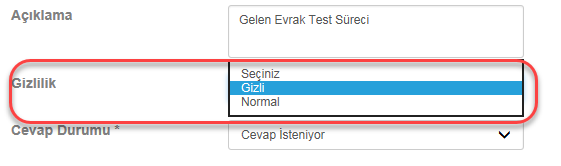 Açıklama
Gelen Evrak Test Süreci
Gizlilik
Seçiniz
Gizli
Normal
Cevap Durumu *
Cevap İsteniyor